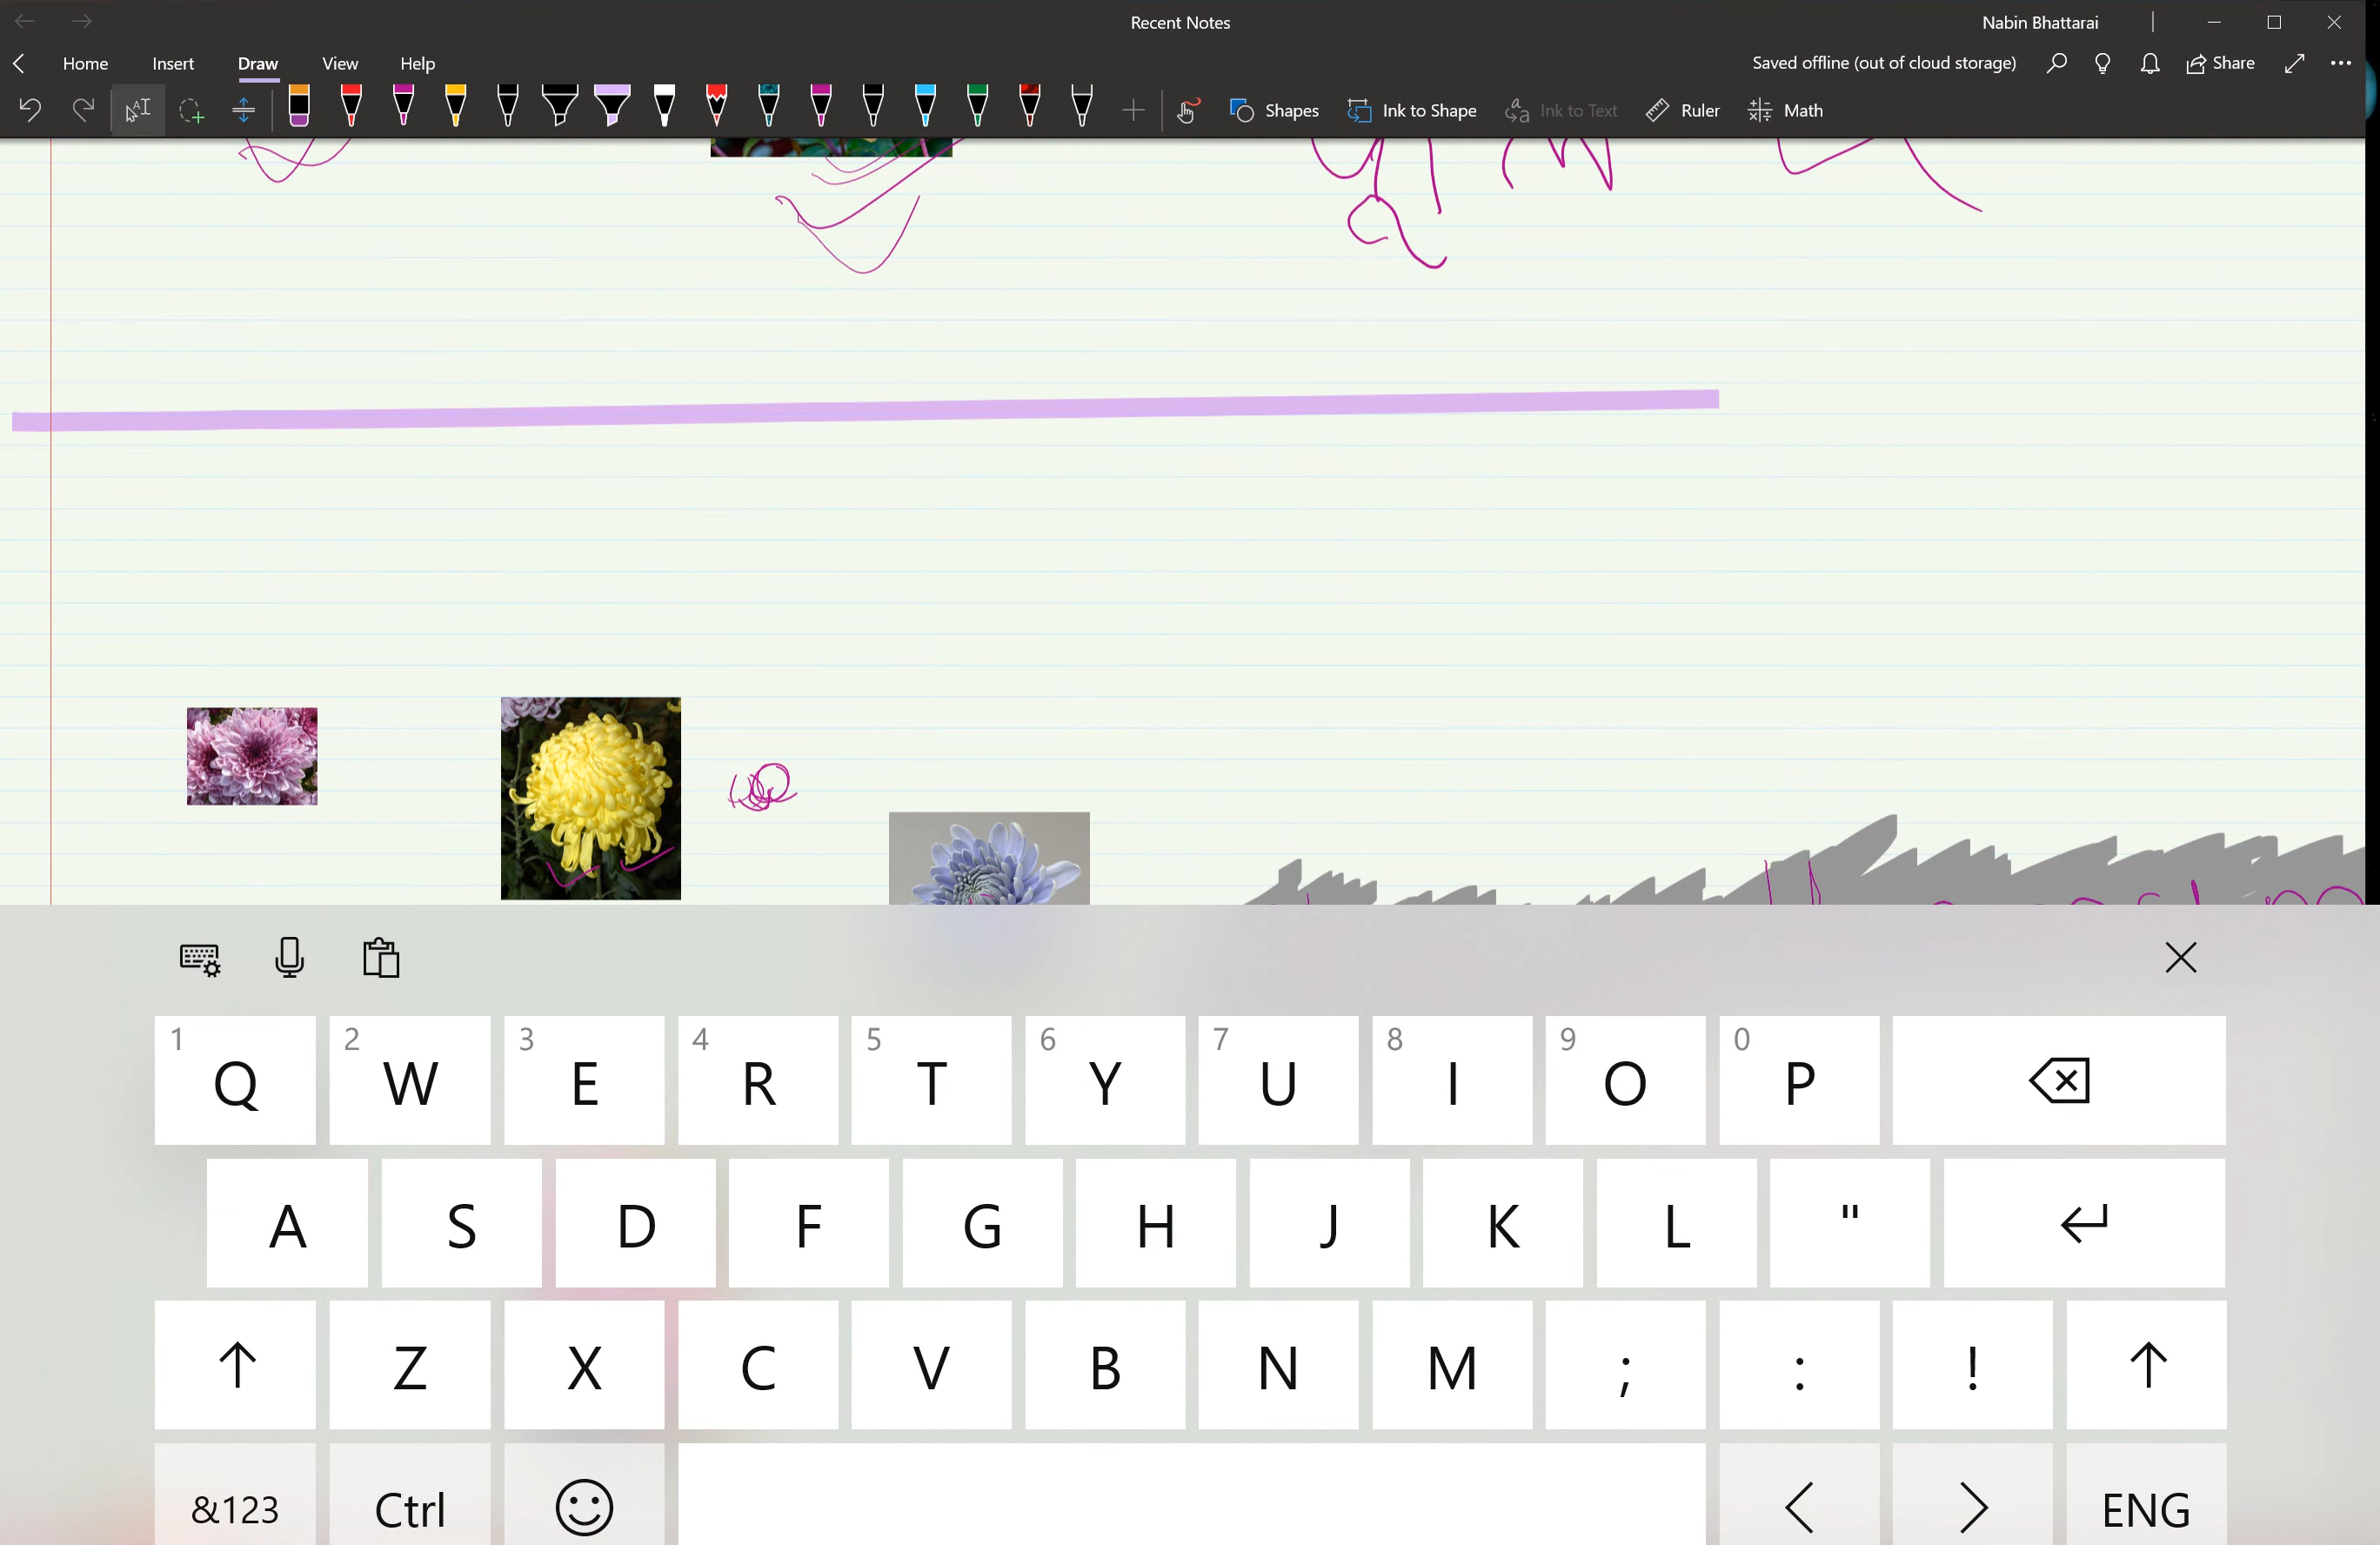 Recent Notes
Nabin Bhattarai
Home Insert Draw View Help
Saved offline (out of cloud storage)
Share
Shapes Ink to Shape Ink to Text Ruler Math
1 2 3 4 5 6 7 8 9 0
Q W E R T Y U I O P
A S D F G H J K L "
Z X C V B N M ; : !
&123 Ctrl < > ENG